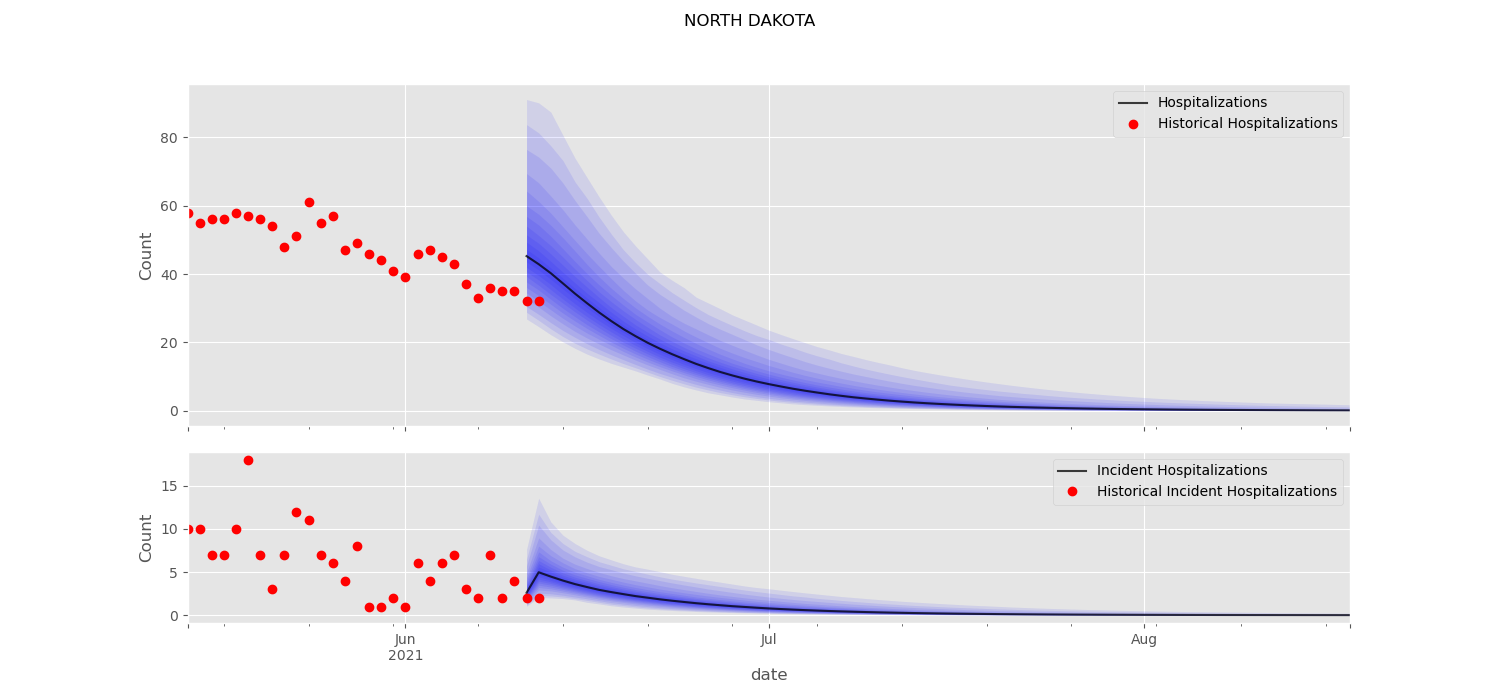 NORTH DAKOTA
Hospitalizations
Historical Hospitalizations
80
60
40
20
0
Count
Incident Hospitalizations
Historical Incident Hospitalizations
15
10
5
0
Count
Jun
2021
Jul
Aug
date